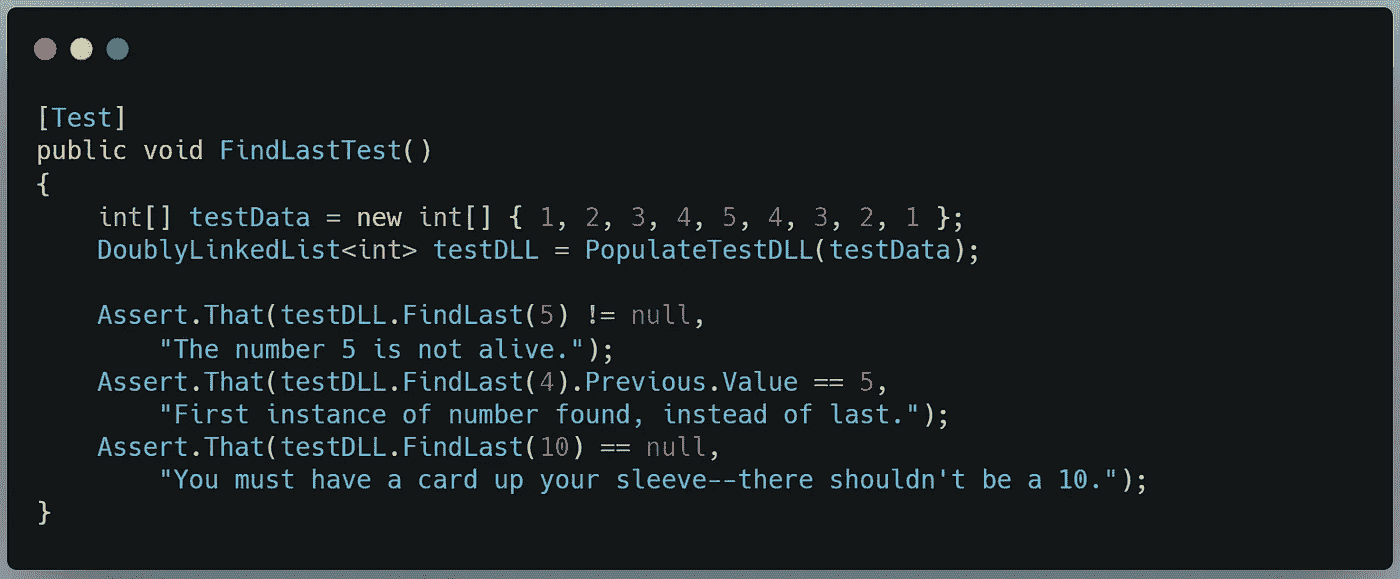 [Test]
public void FindLastTest()
{
    int[] testData = new int[] { 1, 2, 3, 4, 5, 4, 3, 2, 1 };
    DoublyLinkedList<int> testDLL = PopulateTestDLL(testData);

    Assert.That(testDLL.FindLast(5) != null,
        "The number 5 is not alive.");
    Assert.That(testDLL.FindLast(4).Previous.Value == 5,
        "First instance of number found, instead of last.");
    Assert.That(testDLL.FindLast(10) == null,
        "You must have a card up your sleeve--there shouldn't be a 10.");
}